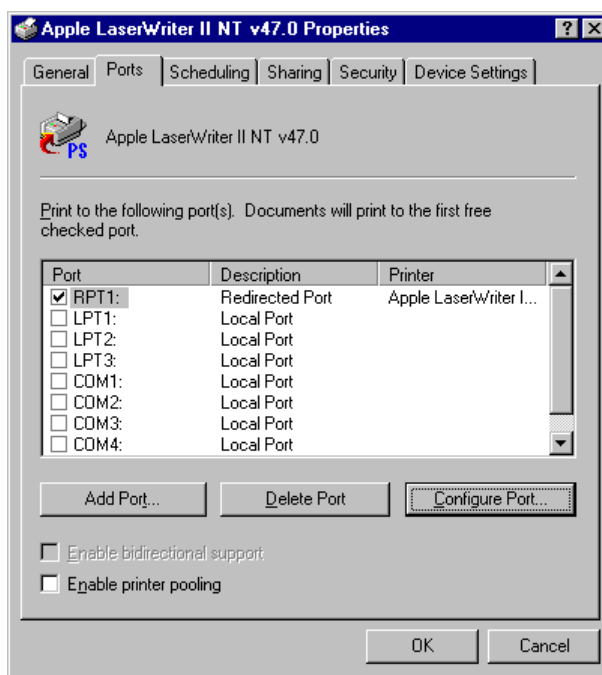 Apple LaserWriter II NT v47.0 Properties
General Ports Scheduling Sharing Security Device Settings
PS
Apple LaserWriter II NT v47.0
Print to the following port(s). Documents will print to the first free
checked port.
Port Description Printer
RPT1: Redirected Port Apple LaserWriter I...
LPT1: Local Port
LPT2: Local Port
LPT3: Local Port
COM1: Local Port
COM2: Local Port
COM3: Local Port
COM4: Local Port
Add Port... Delete Port Configure Port...
Enable bidirectional support
Enable printer pooling
OK Cancel